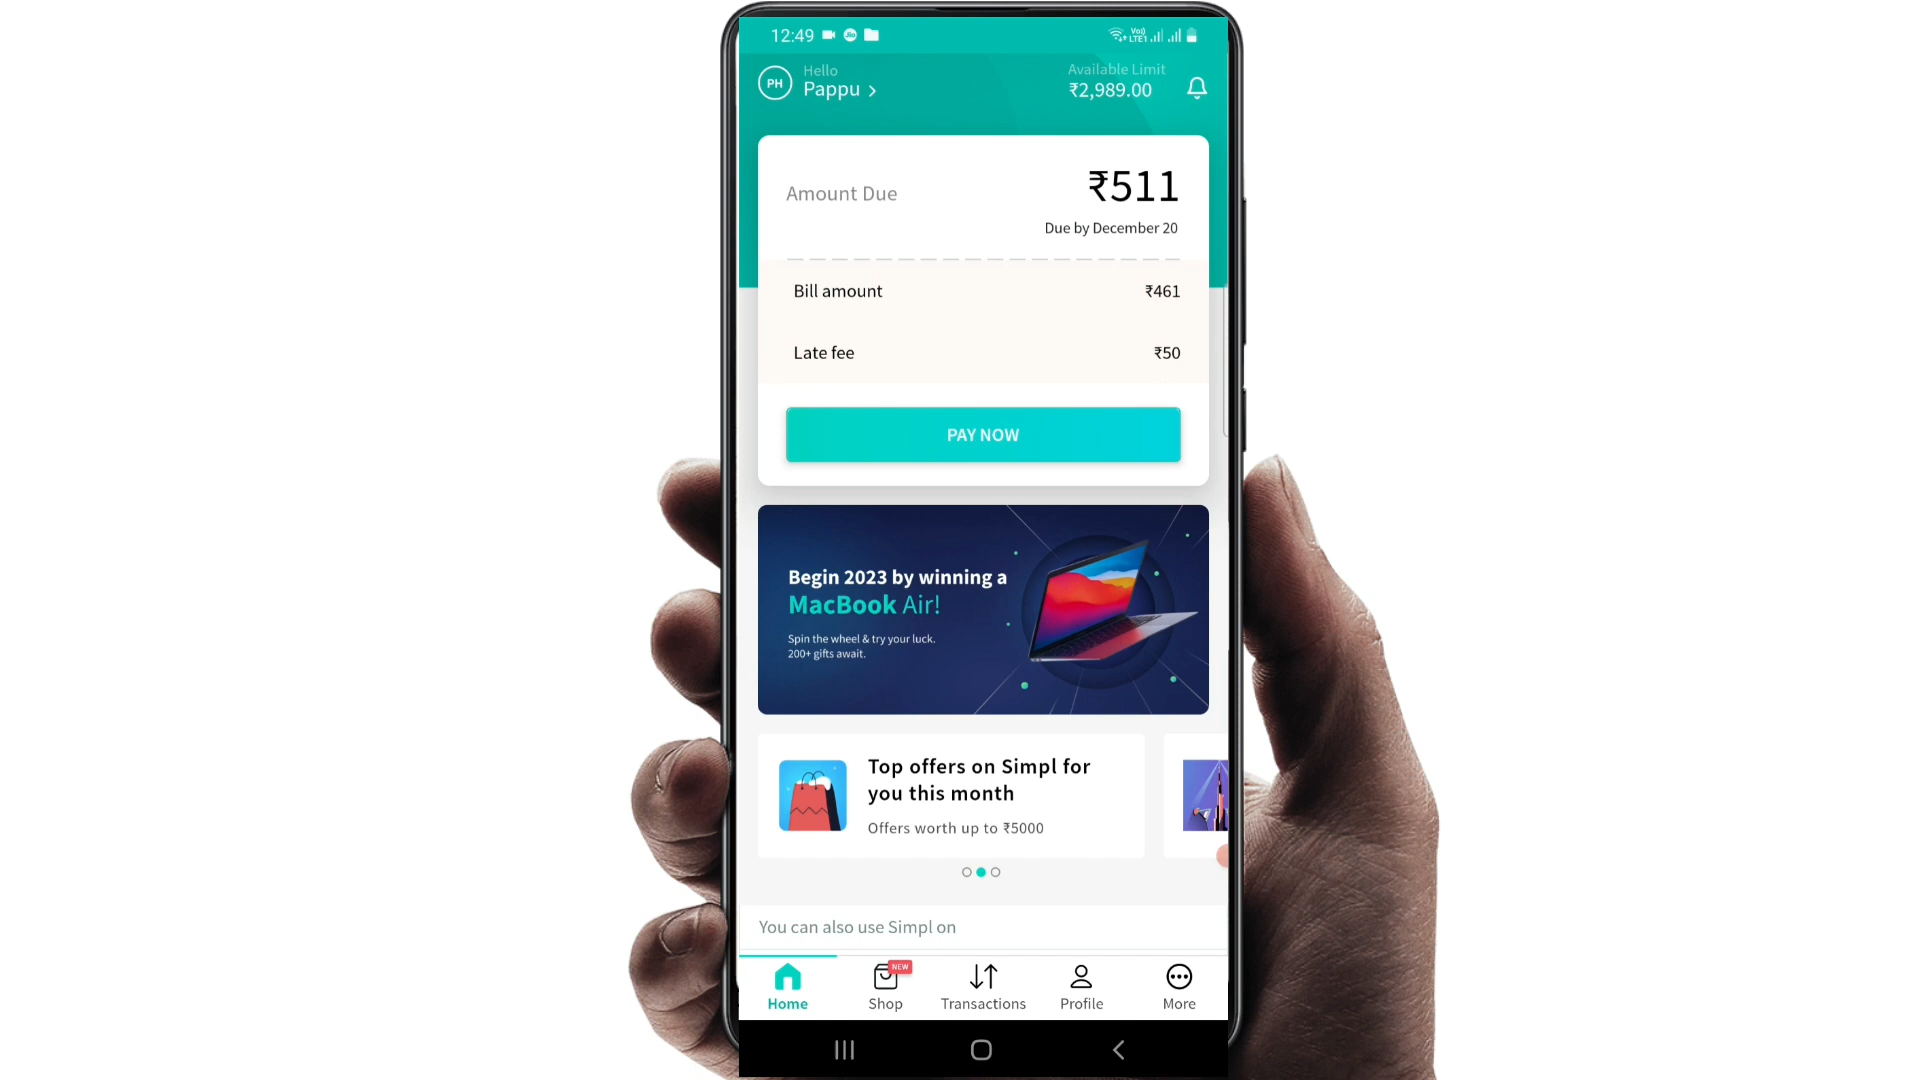 12:49
Vo) LTE1
PH
Hello
Pappu
Available Limit
₹2,989.00
Amount Due
₹511
Due by December 20
Bill amount
₹461
Late fee
₹50
PAY NOW
Begin 2023 by winning a
MacBook Air!
Spin the wheel & try your luck.
200+ gifts await.
Top offers on Simpl for
you this month
Offers worth up to ₹5000
You can also use Simpl on
NEW
Home
Shop
Transactions
Profile
More